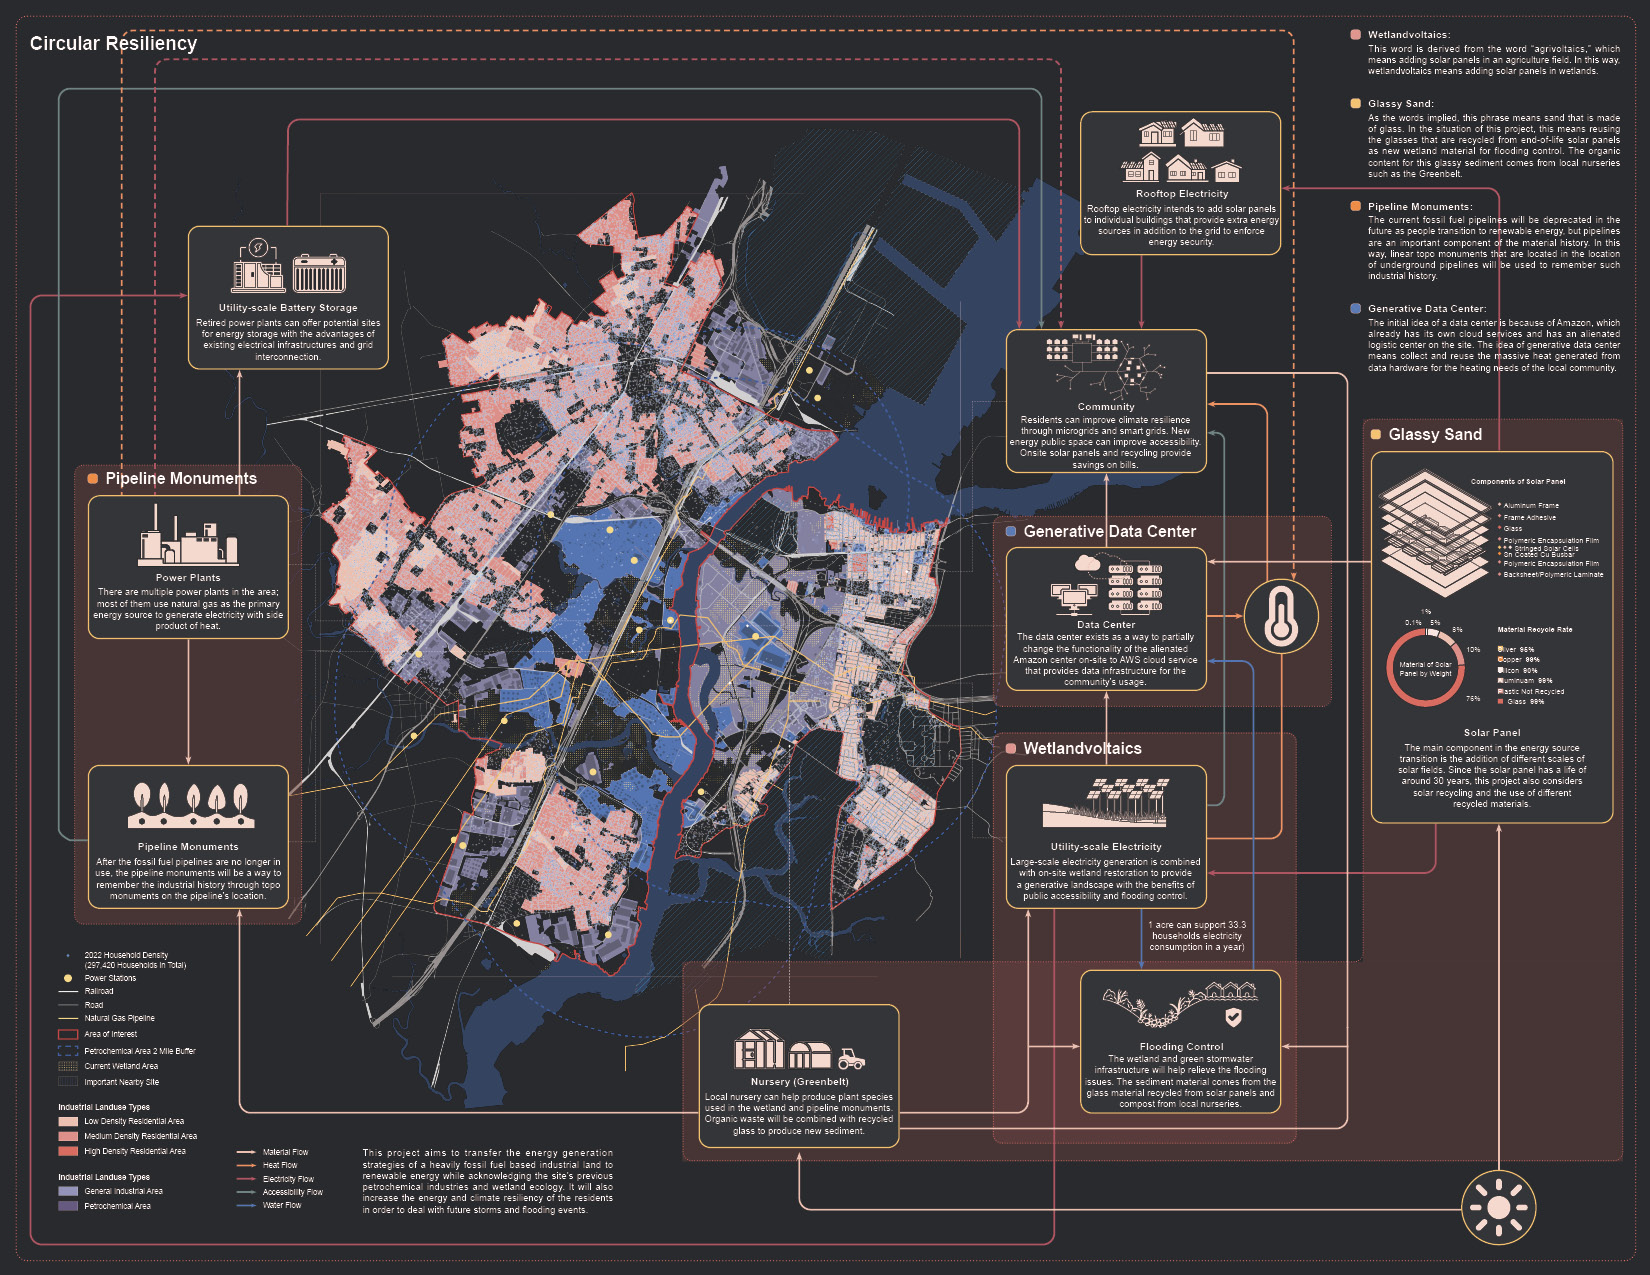 Circular Resiliency
Wetlandvoltaics:
This word is derived from the word “agrivoltaics,” which
means adding solar panels in an agriculture field. In this way,
wetlandvoltaics means adding solar panels in wetlands.
Glassy Sand:
As the words implied, this phrase means sand that is made
of glass. In the situation of this project, this means reusing
the glasses that are recycled from end-of-life solar panels
as new wetland material for flooding control. The organic
content for this glassy sediment comes from local nurseries
such as the Greenbelt.
Pipeline Monuments:
The current fossil fuel pipelines will be deprecated in the
future as people transition to renewable energy, but pipelines
are an important component of the material history. In this
way, linear topo monuments that are located in the location
of underground pipelines will be used to remember such
industrial history.
Generative Data Center:
The initial idea of a data center is because of Amazon, which
already has its own cloud services and has an alienated
logistic center on the site. The idea of generative data center
means collect and reuse the massive heat generated from
data hardware for the heating needs of the local community.
Rooftop Electricity
Rooftop electricity intends to add solar panels
to individual buildings that provide extra energy
sources in addition to the grid to enforce
energy security.
Utility-scale Battery Storage
Retired power plants can offer potential sites
for energy storage with the advantages of
existing electrical infrastructures and grid
interconnection.
Community
Residents can improve climate resilience
through microgrids and smart grids. New
energy public space can improve accessibility.
Onsite solar panels and recycling provide
savings on bills.
Pipeline Monuments
Power Plants
There are multiple power plants in the area;
most of them use natural gas as the primary
energy source to generate electricity with side
product of heat.
Pipeline Monuments
After the fossil fuel pipelines are no longer in
use, the pipeline monuments will be a way to
remember the industrial history through topo
monuments on the pipeline's location.
Generative Data Center
Data Center
The data center exists as a way to partially
change the functionality of the alienated
Amazon center on-site to AWS cloud service
that provides data infrastructure for the
community's usage.
Glassy Sand
Components of Solar Panel
Aluminum Frame
Frame Adhesive
Glass
Polymeric Encapsulation Film
Stringed Solar Cells
Sn Coated Cu Busbar
Polymeric Encapsulation Film
Backsheet/Polymeric Laminate
1%
0.1%
5%
8%
10%
76%
Material of Solar
Panel by Weight
Material Recycle Rate
95%
99%
90%
99%
Not Recycled
Glass 99%
Solar Panel
The main component in the energy source
transition is the addition of different scales of
solar fields. Since the solar panel has a life of
around 30 years, this project also considers
solar recycling and the use of different
recycled materials.
Wetlandvoltaics
Utility-scale Electricity
Large-scale electricity generation is combined
with on-site wetland restoration to provide
a generative landscape with the benefits of
public accessibility and flooding control.
1 acre can support 33.3
households electricity
consumption in a year)
Flooding Control
The wetland and green stormwater
infrastructure will help relieve the flooding
issues. The sediment material comes from the
glass material recycled from solar panels and
compost from local nurseries.
Nursery (Greenbelt)
Local nursery can help produce plant species
used in the wetland and pipeline monuments.
Organic waste will be combined with recycled
glass to produce new sediment.
2022 Household Density
(297,420 Households in Total)
Power Stations
Railroad
Road
Natural Gas Pipeline
Area of Interest
Petrochemical Area 2 Mile Buffer
Current Wetland Area
Important Nearby Site
Industrial Landuse Types
Low Density Residential Area
Medium Density Residential Area
High Density Residential Area
Industrial Landuse Types
General Industrial Area
Petrochemical Area
Material Flow
Heat Flow
Electricity Flow
Accessibility Flow
Water Flow
This project aims to transfer the energy generation
strategies of a heavily fossil fuel based industrial land to
renewable energy while acknowledging the site's previous
petrochemical industries and wetland ecology. It will also
increase the energy and climate resiliency of the residents
in order to deal with future storms and flooding events.